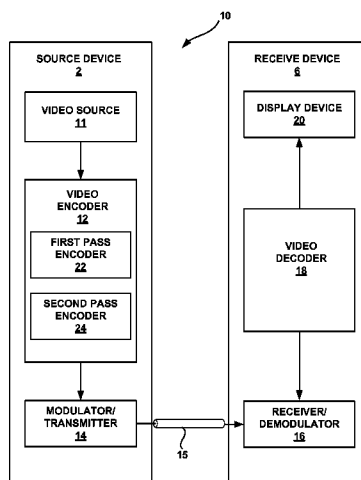 10
SOURCE DEVICE
2
VIDEO SOURCE
11
VIDEO
ENCODER
12
FIRST PASS
ENCODER
22
SECOND PASS
ENCODER
24
MODULATOR/
TRANSMITTER
14
15
RECEIVE DEVICE
6
DISPLAY DEVICE
20
VIDEO
DECODER
18
RECEIVER/
DEMODULATOR
16